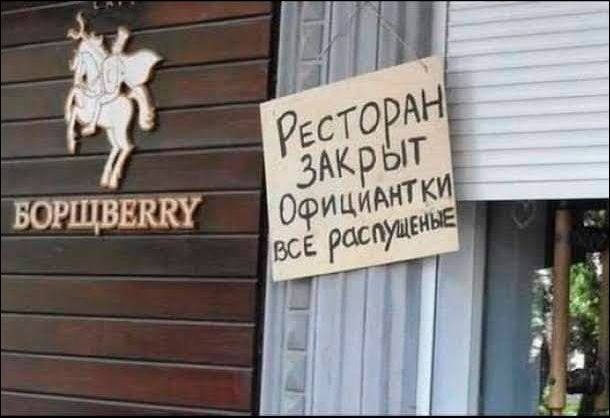 БОРЩBERRY
РЕСТОРАН
ЗАКРЫТ
ОФИЦИАНТКИ
ВСЕ РАСПУЩЕНЫЕ